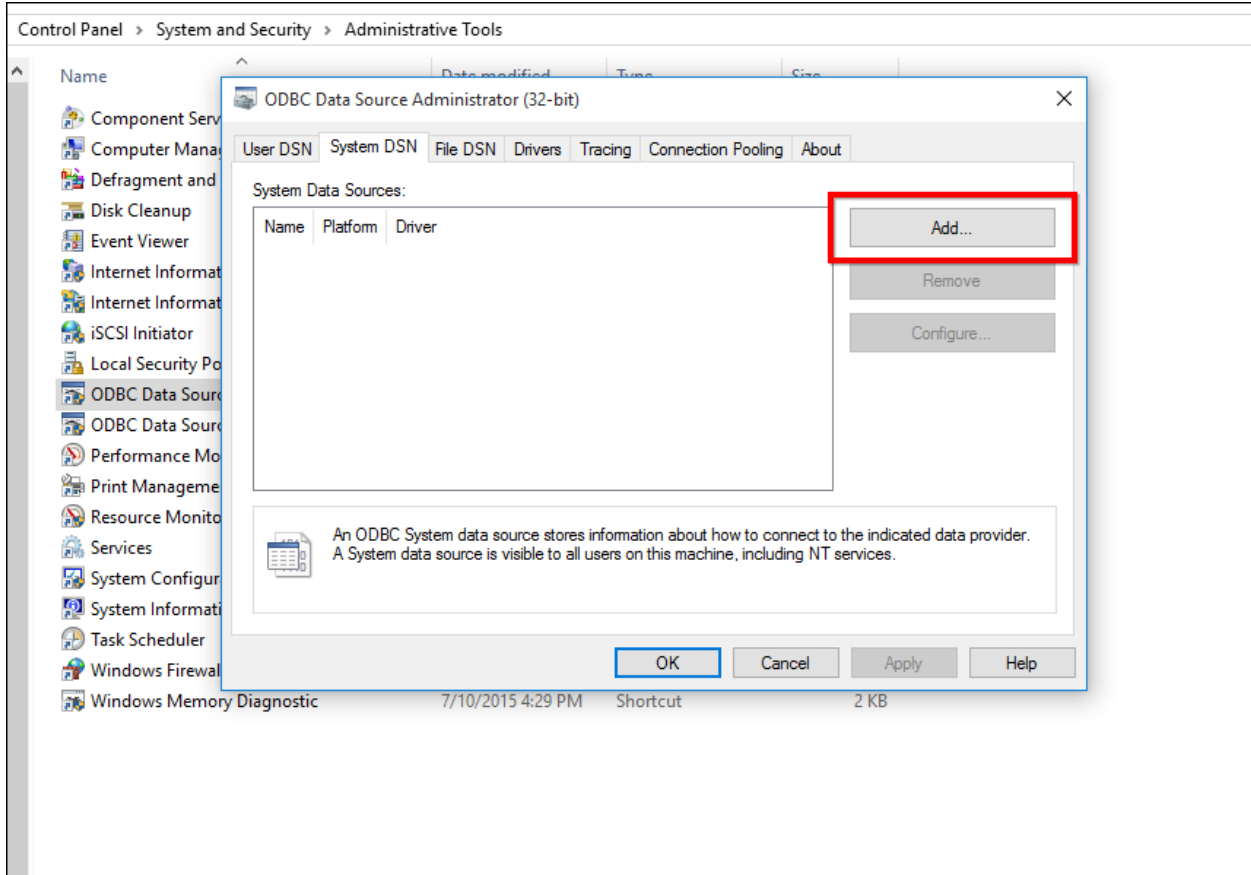 Control Panel > System and Security > Administrative Tools
Name Date modified Type Size
Component Serv
Computer Mana
Defragment and
Disk Cleanup
Event Viewer
Internet Informat
Internet Informat
iSCSI Initiator
Local Security Po
ODBC Data Sour
ODBC Data Sour
Performance Mo
Print Manageme
Resource Monito
Services
System Configur
System Informati
Task Scheduler
Windows Firewal
Windows Memory Diagnostic 7/10/2015 4:29 PM Shortcut 2 KB
ODBC Data Source Administrator (32-bit)
User DSN System DSN File DSN Drivers Tracing Connection Pooling About
System Data Sources:
Name Platform Driver
Add...
Remove
Configure...
An ODBC System data source stores information about how to connect to the indicated data provider.
A System data source is visible to all users on this machine, including NT services.
OK Cancel Apply Help